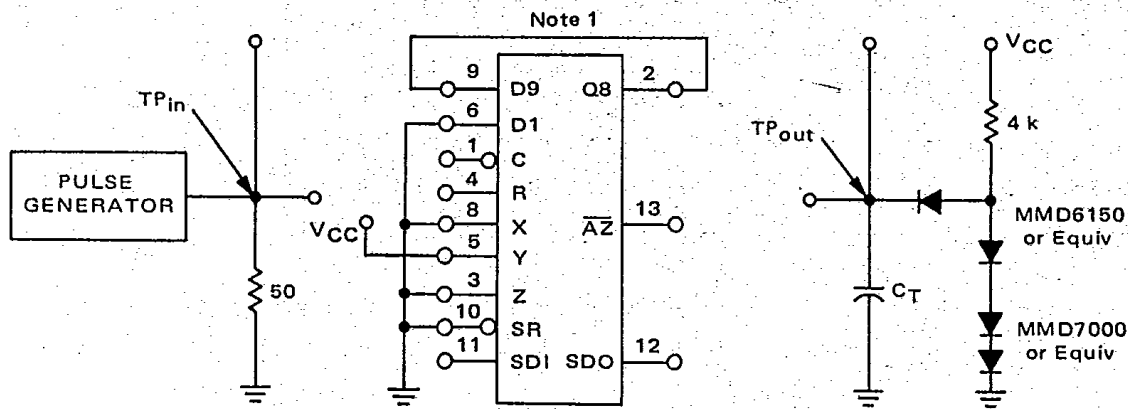 Note 1
9 D9 Q8 2
TPin
6 D1
1 C
PULSE
GENERATOR
4 R
8 X AZ 13
VCC
5 Y
50
3 Z
10 SR
11 SDI SDO 12
VCC
4 k
TPout
MMD6150
or Equiv
CT
MMD7000
or Equiv